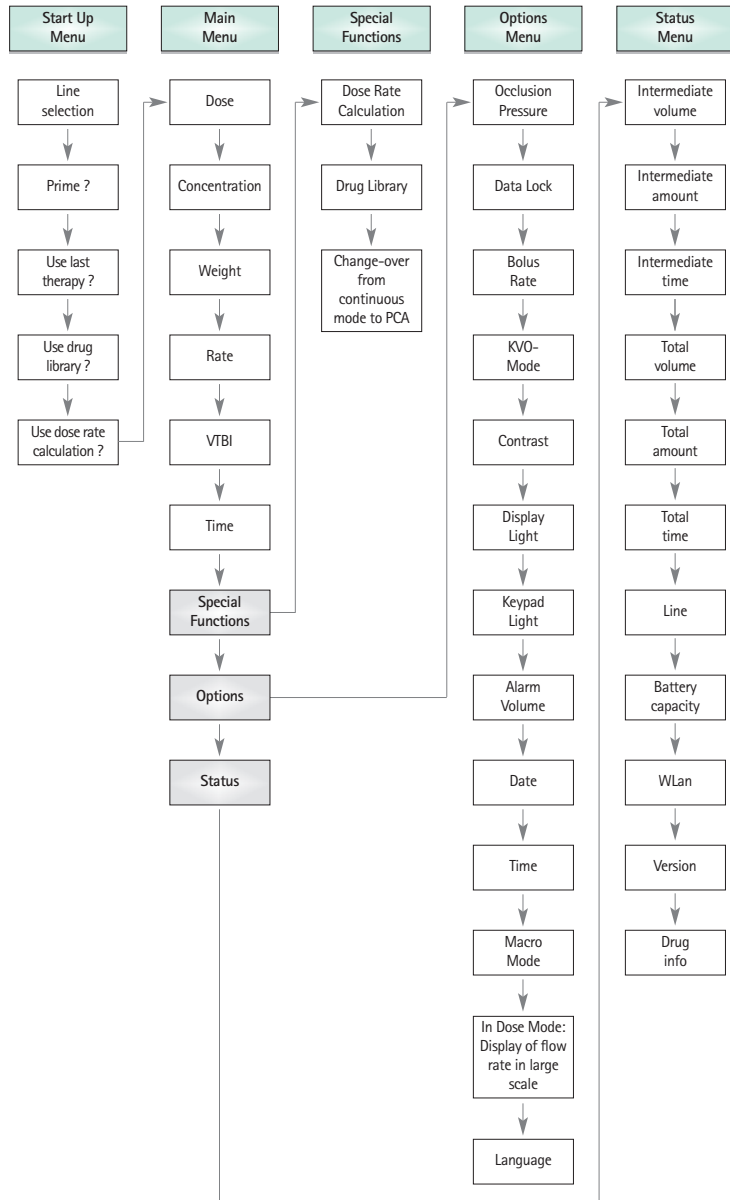 Start Up
Menu
Main
Menu
Special
Functions
Options
Menu
Status
Menu
Line
selection
Prime ?
Use last
therapy ?
Use drug
library ?
Use dose rate
calculation ?
Dose
Concentration
Weight
Rate
VTBI
Time
Special
Functions
Options
Status
Dose Rate
Calculation
Drug Library
Change-over
from
continuous
mode to PCA
Occlusion
Pressure
Data Lock
Bolus
Rate
KVO-
Mode
Contrast
Display
Light
Keypad
Light
Alarm
Volume
Date
Time
Macro
Mode
In Dose Mode:
Display of flow
rate in large
scale
Language
Intermediate
volume
Intermediate
amount
Intermediate
time
Total
volume
Total
amount
Total
time
Line
Battery
capacity
WLan
Version
Drug
info